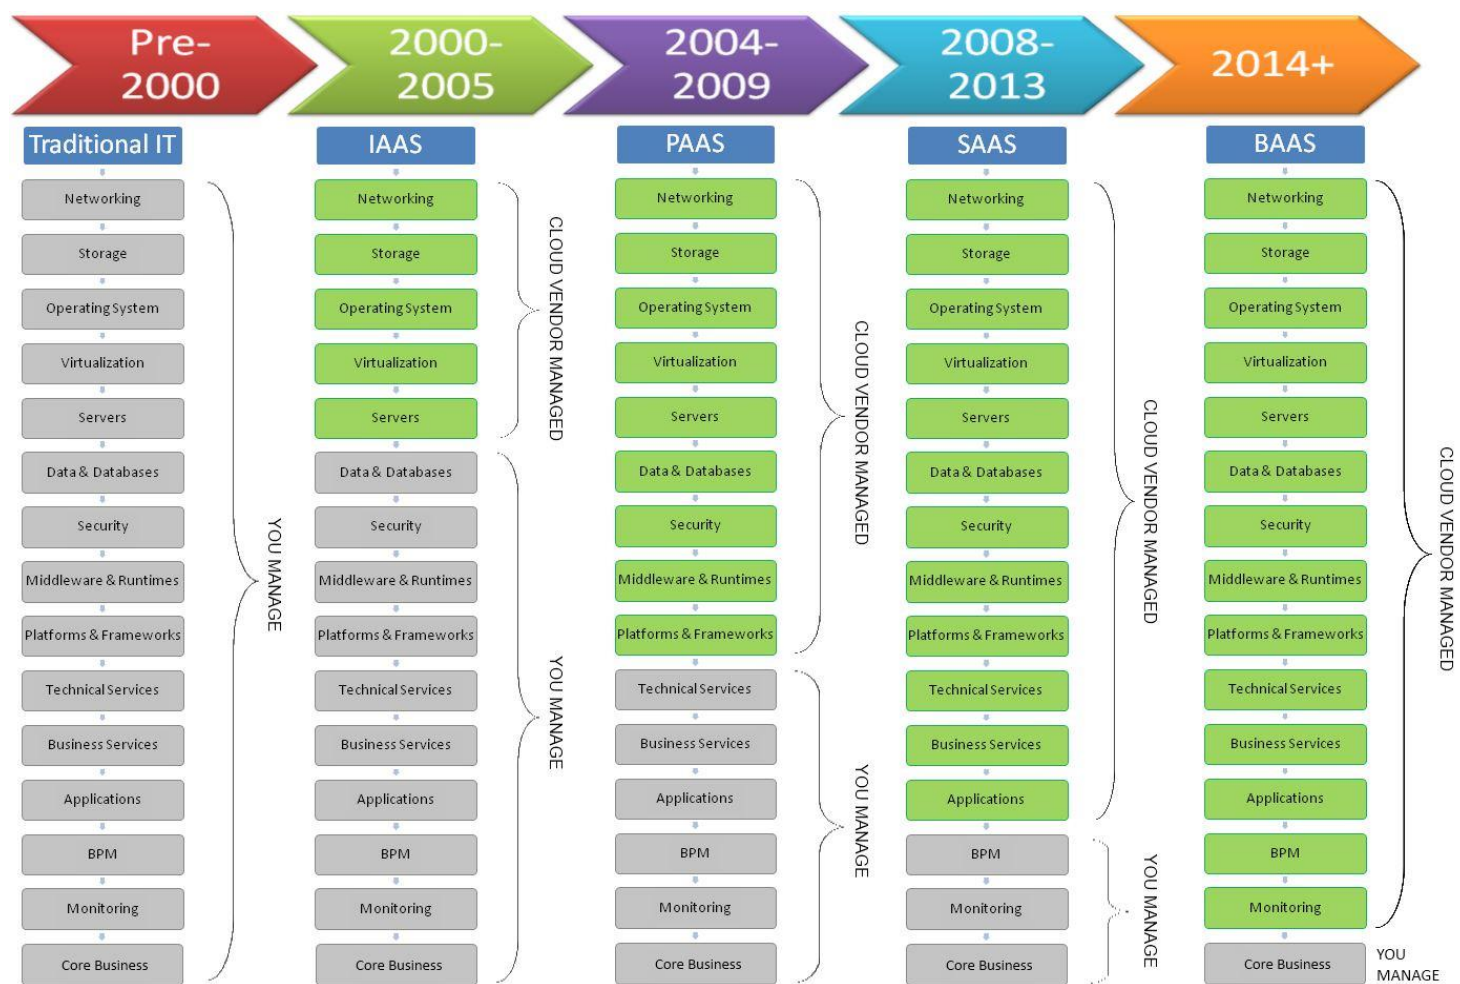 Pre-
2000
2000-
2005
2004-
2009
2008-
2013
2014+
Traditional IT
Networking
Storage
Operating System
Virtualization
Servers
Data & Databases
Security
Middleware & Runtimes
Platforms & Frameworks
Technical Services
Business Services
Applications
BPM
Monitoring
Core Business
YOU MANAGE
IAAS
Networking
Storage
Operating System
Virtualization
Servers
Data & Databases
Security
Middleware & Runtimes
Platforms & Frameworks
Technical Services
Business Services
Applications
BPM
Monitoring
Core Business
CLOUD VENDOR MANAGED
YOU MANAGE
PAAS
Networking
Storage
Operating System
Virtualization
Servers
Data & Databases
Security
Middleware & Runtimes
Platforms & Frameworks
Technical Services
Business Services
Applications
BPM
Monitoring
Core Business
CLOUD VENDOR MANAGED
YOU MANAGE
SAAS
Networking
Storage
Operating System
Virtualization
Servers
Data & Databases
Security
Middleware & Runtimes
Platforms & Frameworks
Technical Services
Business Services
Applications
BPM
Monitoring
Core Business
CLOUD VENDOR MANAGED
YOU MANAGE
BAAS
Networking
Storage
Operating System
Virtualization
Servers
Data & Databases
Security
Middleware & Runtimes
Platforms & Frameworks
Technical Services
Business Services
Applications
BPM
Monitoring
Core Business
CLOUD VENDOR MANAGED
YOU
MANAGE